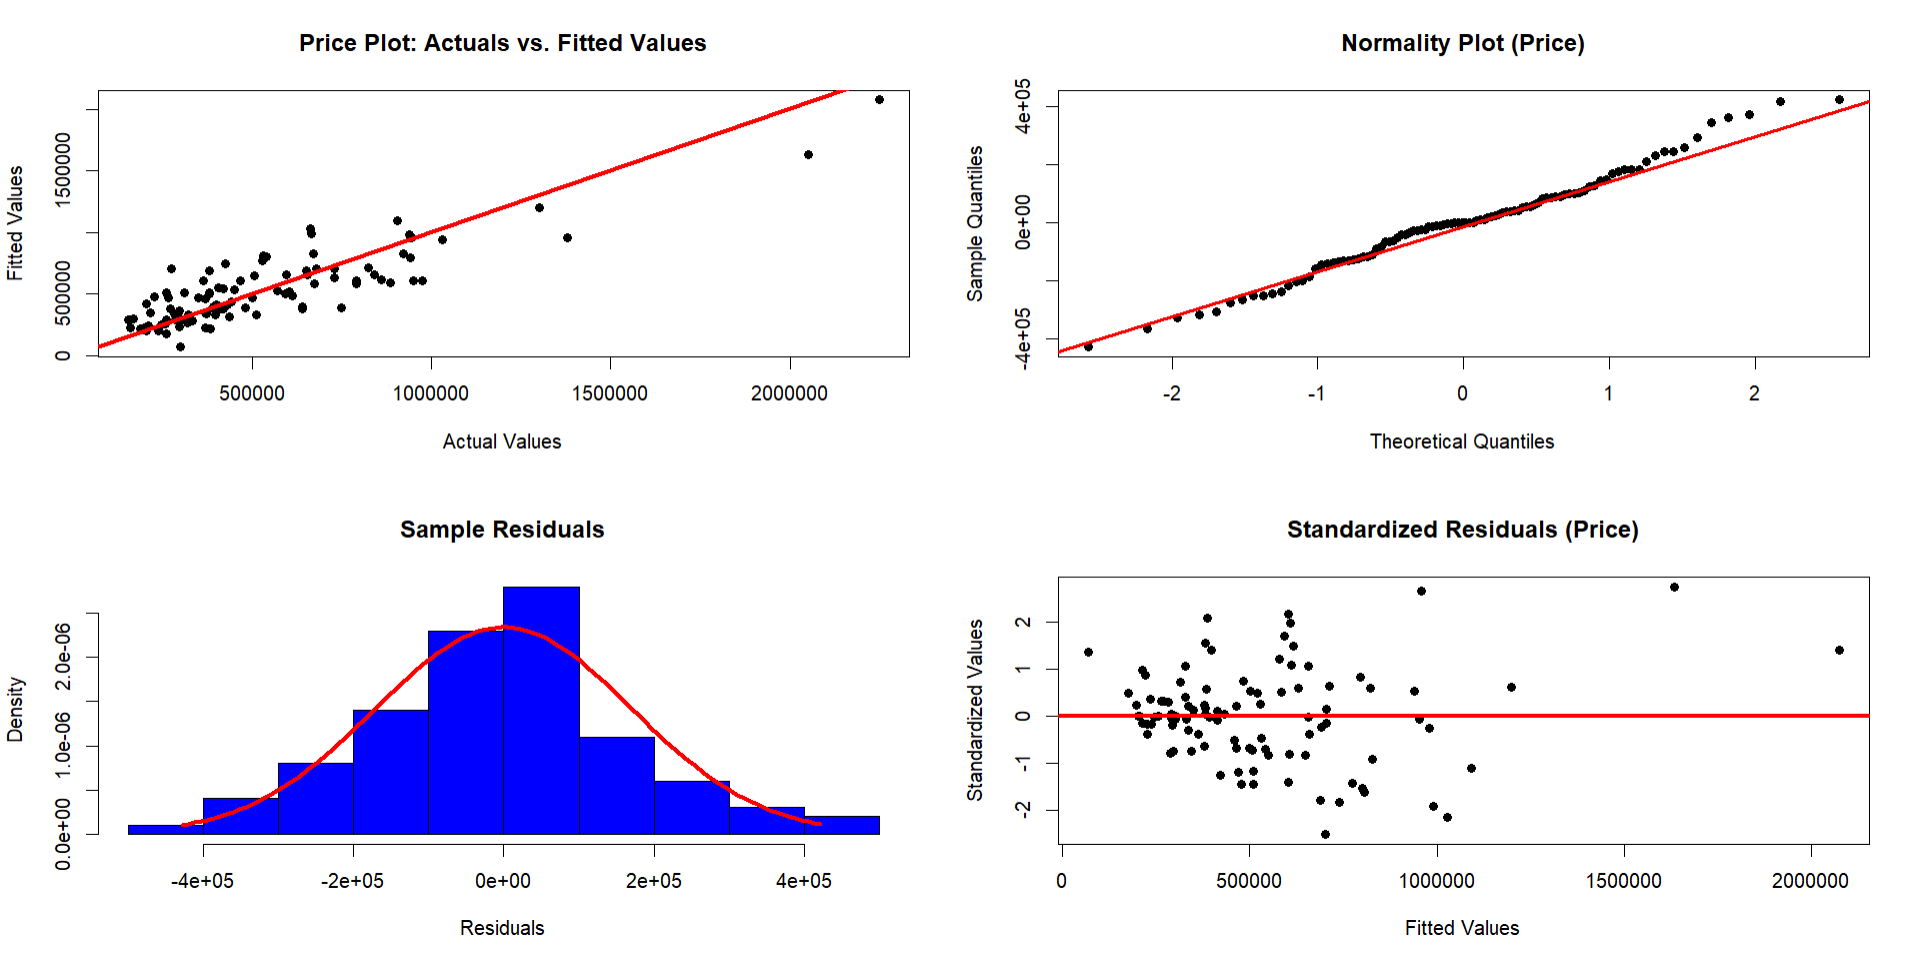 Price Plot: Actuals vs. Fitted Values
Fitted Values
0
500000
1500000
500000
1000000
1500000
2000000
Actual Values
Normality Plot (Price)
Sample Quantiles
-4e+05
0e+00
4e+05
-2
-1
0
1
2
Theoretical Quantiles
Sample Residuals
Density
0.0e+00
1.0e-06
2.0e-06
-4e+05
-2e+05
0e+00
2e+05
4e+05
Residuals
Standardized Residuals (Price)
Standardized Values
-2
-1
0
1
2
0
500000
1000000
1500000
2000000
Fitted Values